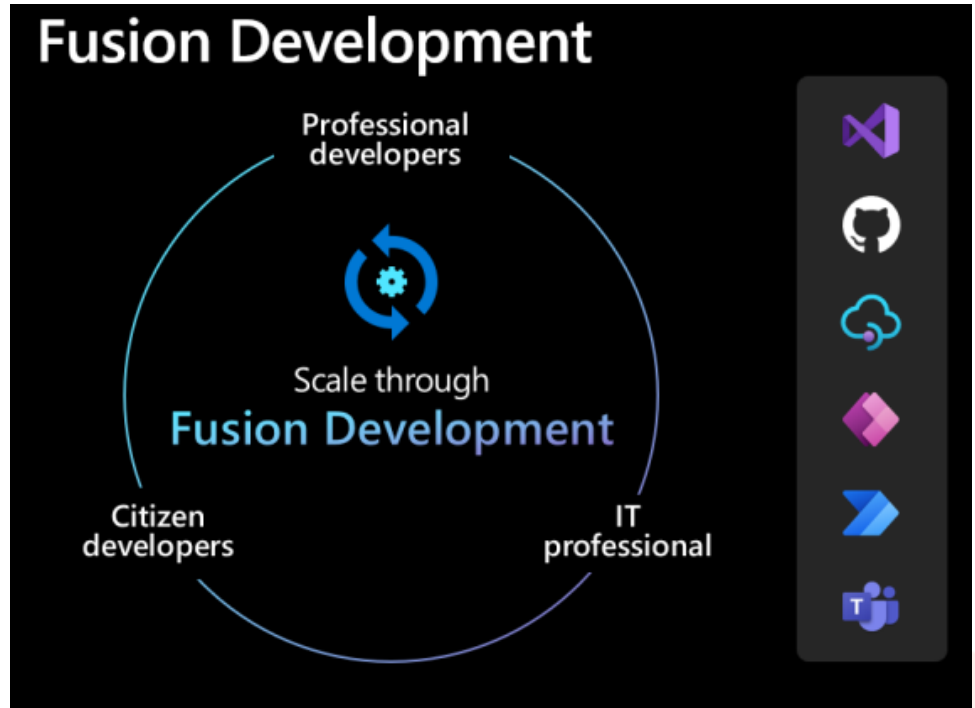 Fusion Development
Professional
developers
Scale through
Fusion Development
Citizen
developers
IT
professional
T